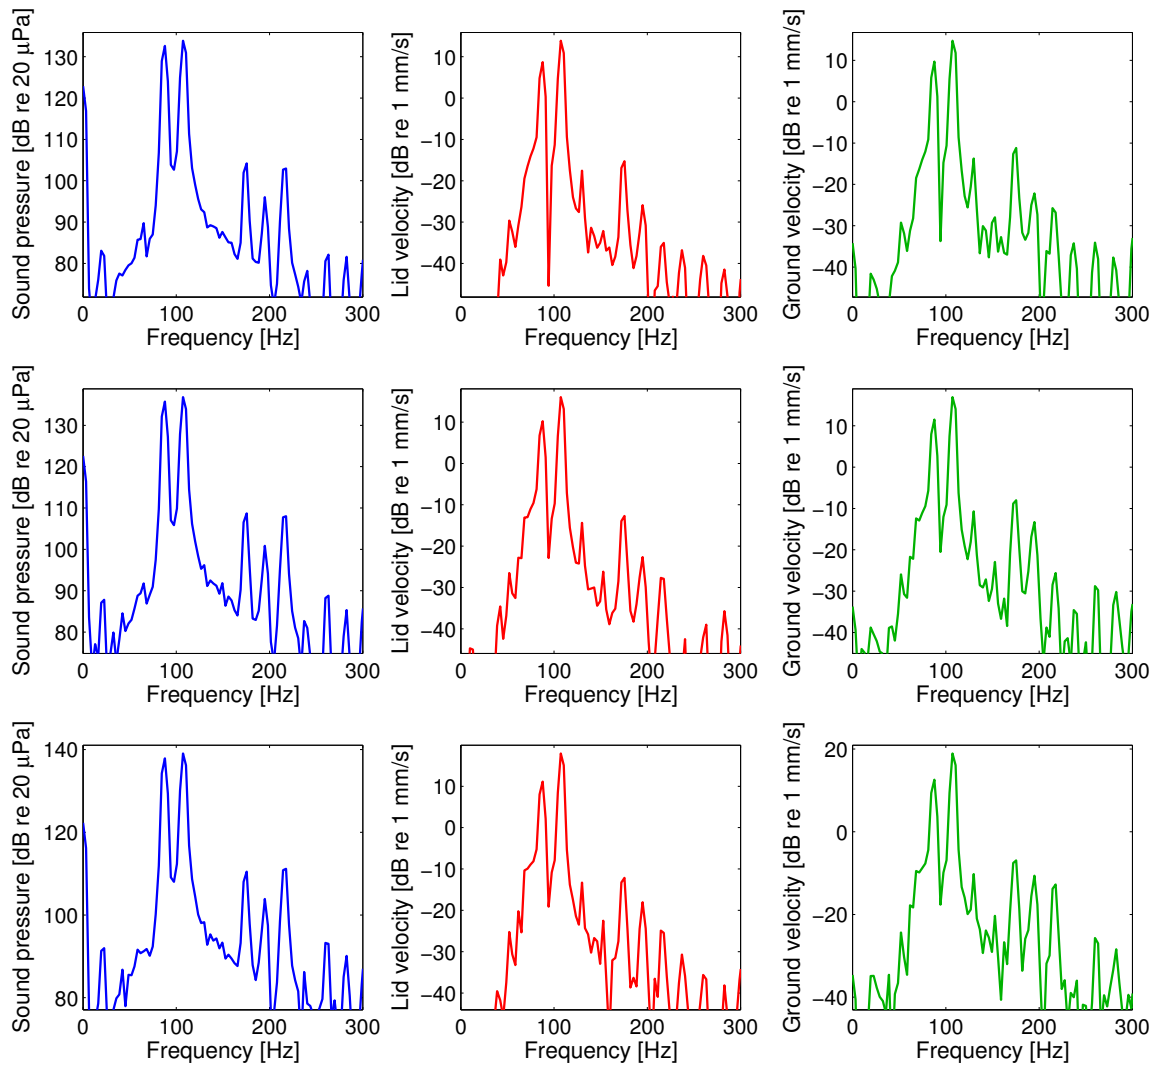 Sound pressure [dB re 20 μPa]
130
120
110
100
90
80
0 100 200 300
Frequency [Hz]
Lid velocity [dB re 1 mm/s]
10
0
−10
−20
−30
−40
0 100 200 300
Frequency [Hz]
Ground velocity [dB re 1 mm/s]
10
0
−10
−20
−30
−40
0 100 200 300
Frequency [Hz]
Sound pressure [dB re 20 μPa]
130
120
110
100
90
80
0 100 200 300
Frequency [Hz]
Lid velocity [dB re 1 mm/s]
10
0
−10
−20
−30
−40
0 100 200 300
Frequency [Hz]
Ground velocity [dB re 1 mm/s]
10
0
−10
−20
−30
−40
0 100 200 300
Frequency [Hz]
Sound pressure [dB re 20 μPa]
140
120
100
80
0 100 200 300
Frequency [Hz]
Lid velocity [dB re 1 mm/s]
10
0
−10
−20
−30
−40
0 100 200 300
Frequency [Hz]
Ground velocity [dB re 1 mm/s]
20
0
−20
−40
0 100 200 300
Frequency [Hz]